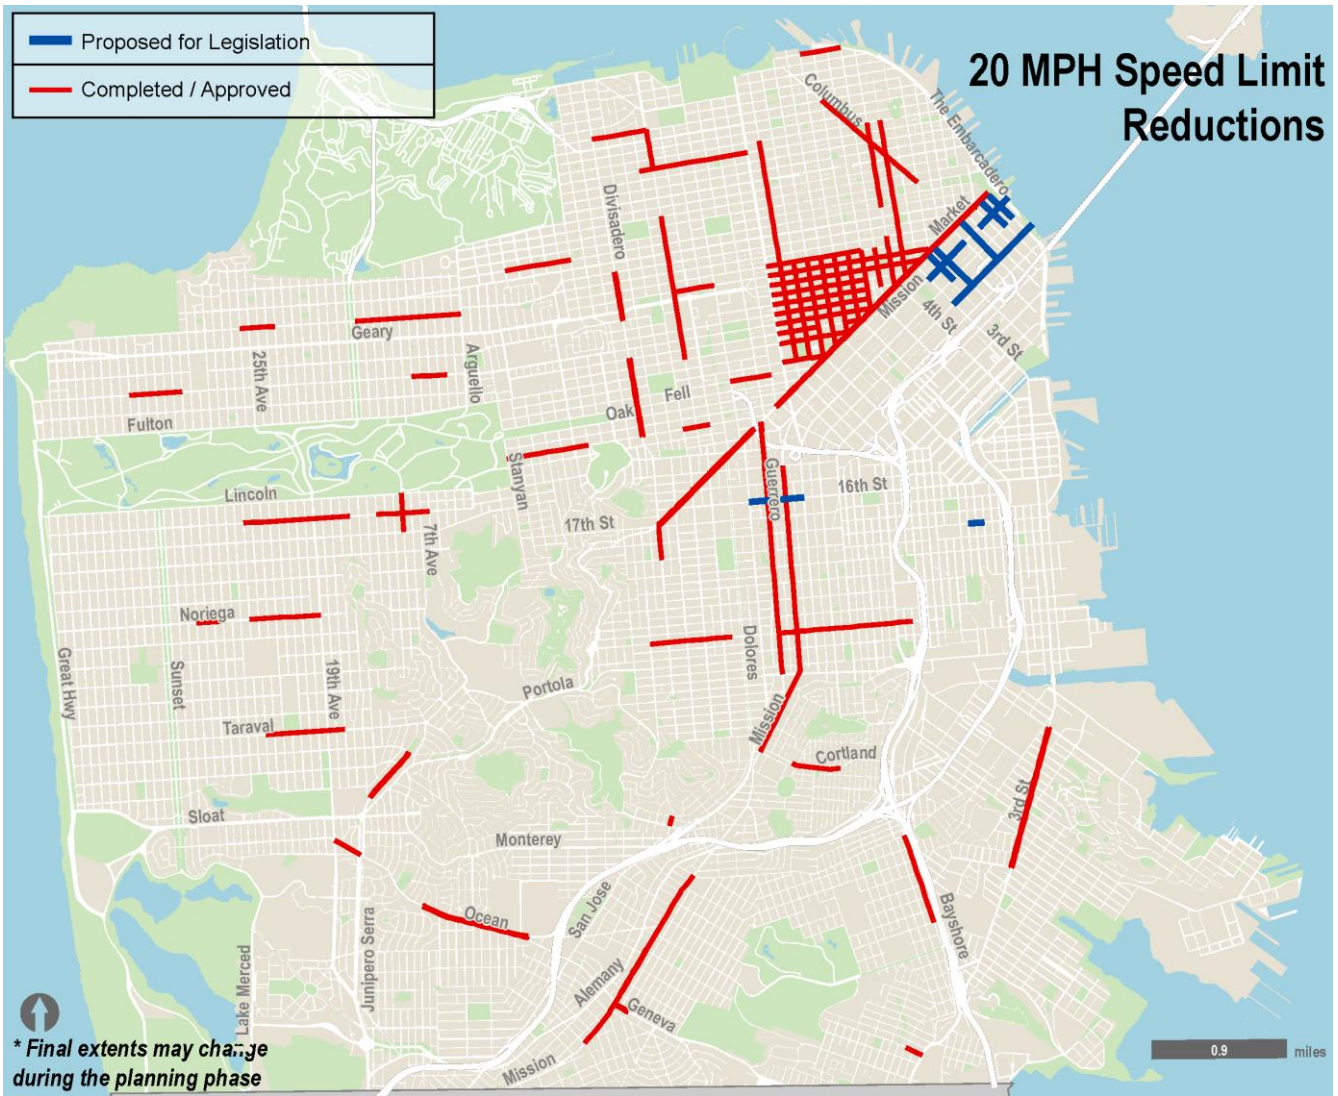 Proposed for Legislation
Completed / Approved
20 MPH Speed Limit
Reductions
Columbus
The Embarcadero
Divisadero
Market
Mission
4th St
3rd St
Geary
25th Ave
Arguello
Fell
Oak
Fulton
Stanyan
Guerrero
16th St
Lincoln
17th St
7th Ave
Noriega
Great Hwy
Sunset
19th Ave
Dolores
Portola
Taraval
Mission
Cortland
3rd St
Sloat
Monterey
Ocean
San Jose
Junipero Serra
Bayshore
Lake Merced
Alemany
Geneva
Mission
* Final extents may change
during the planning phase
0.9 miles